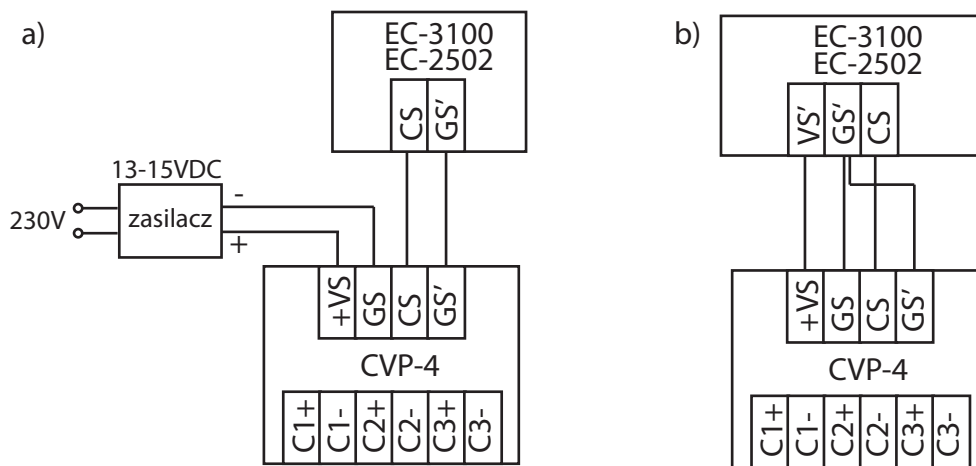 a)
EC-3100
EC-2502
CS
GS'
13-15VDC
230V
zasilacz
-
+
+VS
GS
CS
GS'
CVP-4
C1+
C1-
C2+
C2-
C3+
C3-
b)
EC-3100
EC-2502
VS'
GS'
CS
+VS
GS
CS
GS'
CVP-4
C1+
C1-
C2+
C2-
C3+
C3-